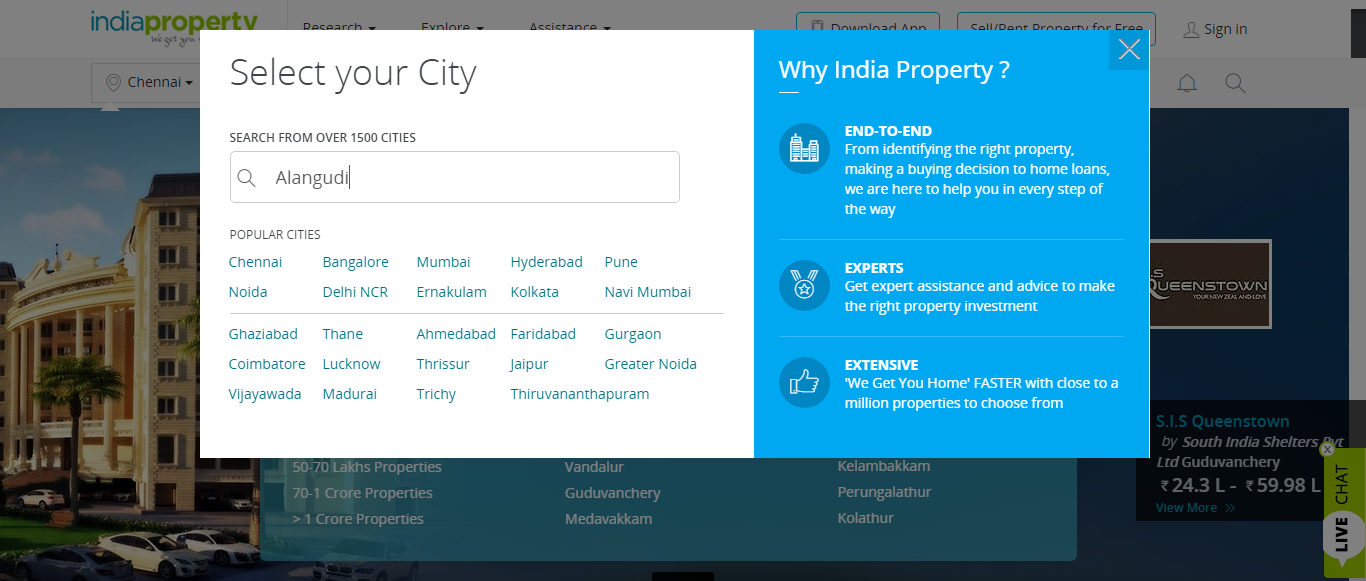 indiaproperty
we get you
Research
Explore
Assistance
Download App
Sell/Rent Property for Free
Sign in
Chennai
Select your City
SEARCH FROM OVER 1500 CITIES
Alangudi
POPULAR CITIES
Chennai Bangalore Mumbai Hyderabad Pune
Noida Delhi NCR Ernakulam Kolkata Navi Mumbai
Ghaziabad Thane Ahmedabad Faridabad Gurgaon
Coimbatore Lucknow Thrissur Jaipur Greater Noida
Vijayawada Madurai Trichy Thiruvananthapuram
Why India Property ?
END-TO-END
From identifying the right property,
making a buying decision to home loans,
we are here to help you in every step of
the way
EXPERTS
Get expert assistance and advice to make
the right property investment
EXTENSIVE
'We Get You Home' FASTER with close to a
million properties to choose from
50-70 Lakhs Properties Vandalur Kelambakkam
70-1 Crore Properties Guduvanchery Perungalathur
> 1 Crore Properties Medavakkam Kolathur
.S
QUEENSTOWN
YOUR NEW ZEAL AND LOVE
S.I.S Queenstown
by South India Shelters Pvt
Ltd Guduvanchery
₹ 24.3 L - ₹ 59.98 L
View More >>
x
LIVE CHAT